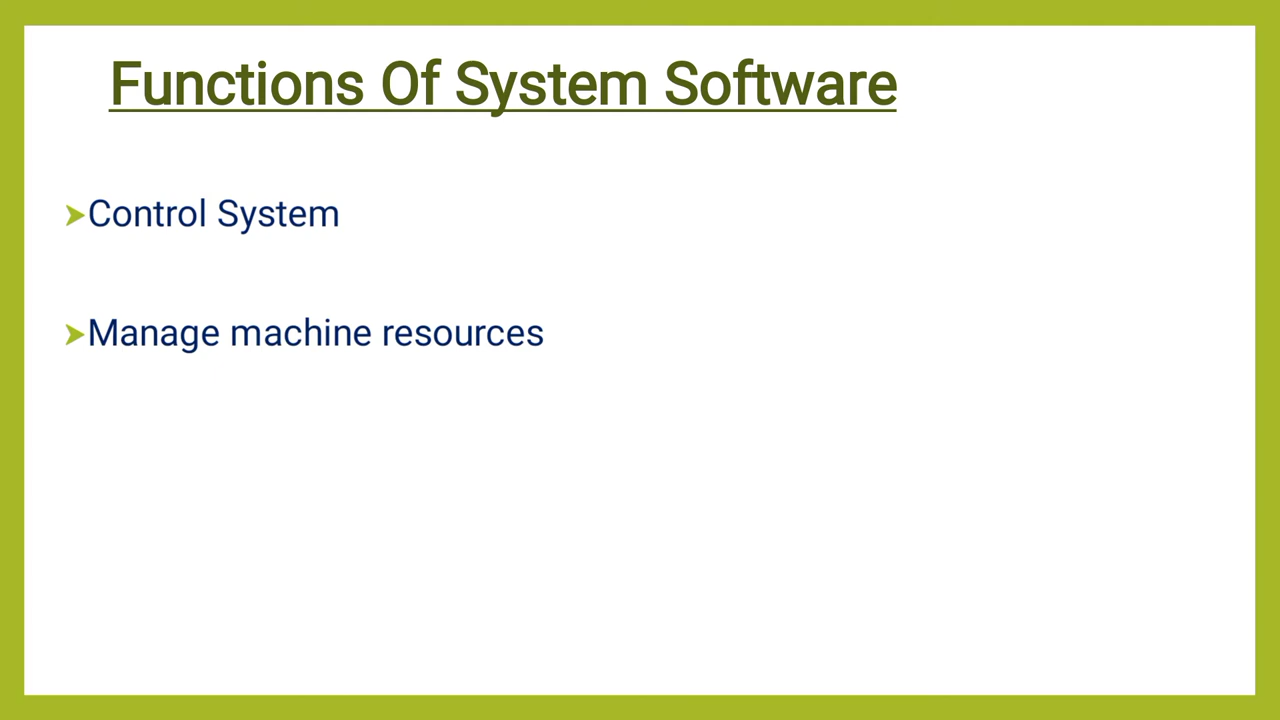 Functions Of System Software
➤Control System
➤Manage machine resources